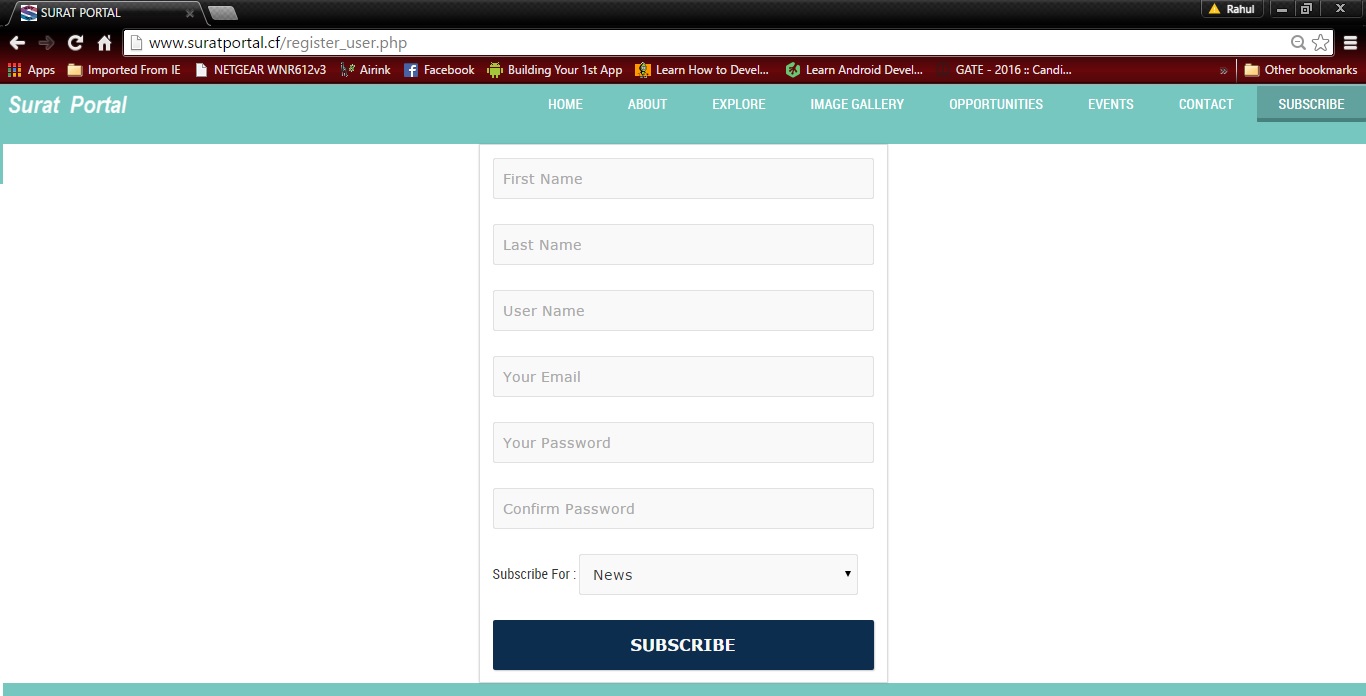 SURAT PORTAL
Rahul
www.suratportal.cf/register_user.php
Apps Imported From IE NETGEAR WNR612v3 Airink Facebook Building Your 1st App Learn How to Devel... Learn Android Devel... GATE - 2016 :: Candi... » Other bookmarks
Surat Portal HOME ABOUT EXPLORE IMAGE GALLERY OPPORTUNITIES EVENTS CONTACT SUBSCRIBE
First Name
Last Name
User Name
Your Email
Your Password
Confirm Password
Subscribe For : News
SUBSCRIBE